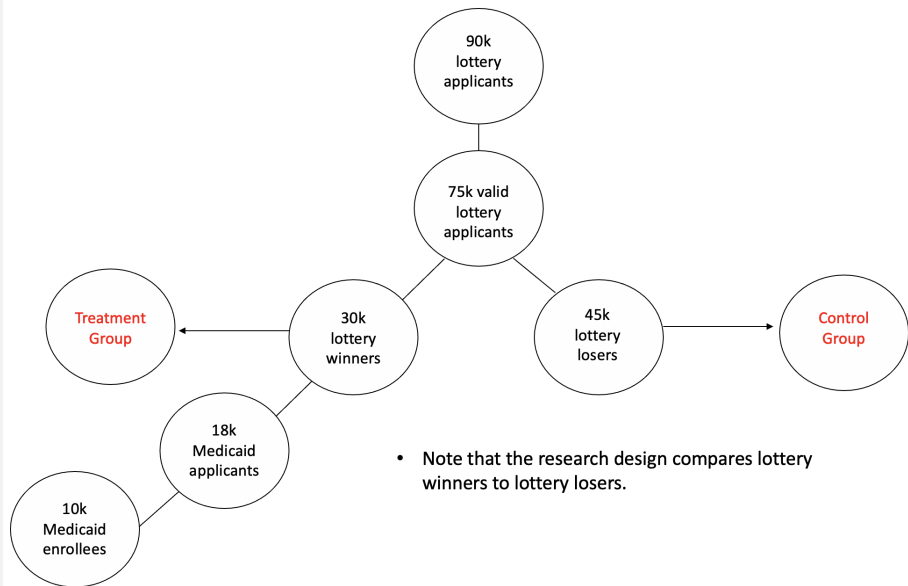 90k
lottery
applicants
75k valid
lottery
applicants
Treatment
Group
30k
lottery
winners
45k
lottery
losers
Control
Group
18k
Medicaid
applicants
• Note that the research design compares lottery
winners to lottery losers.
10k
Medicaid
enrollees